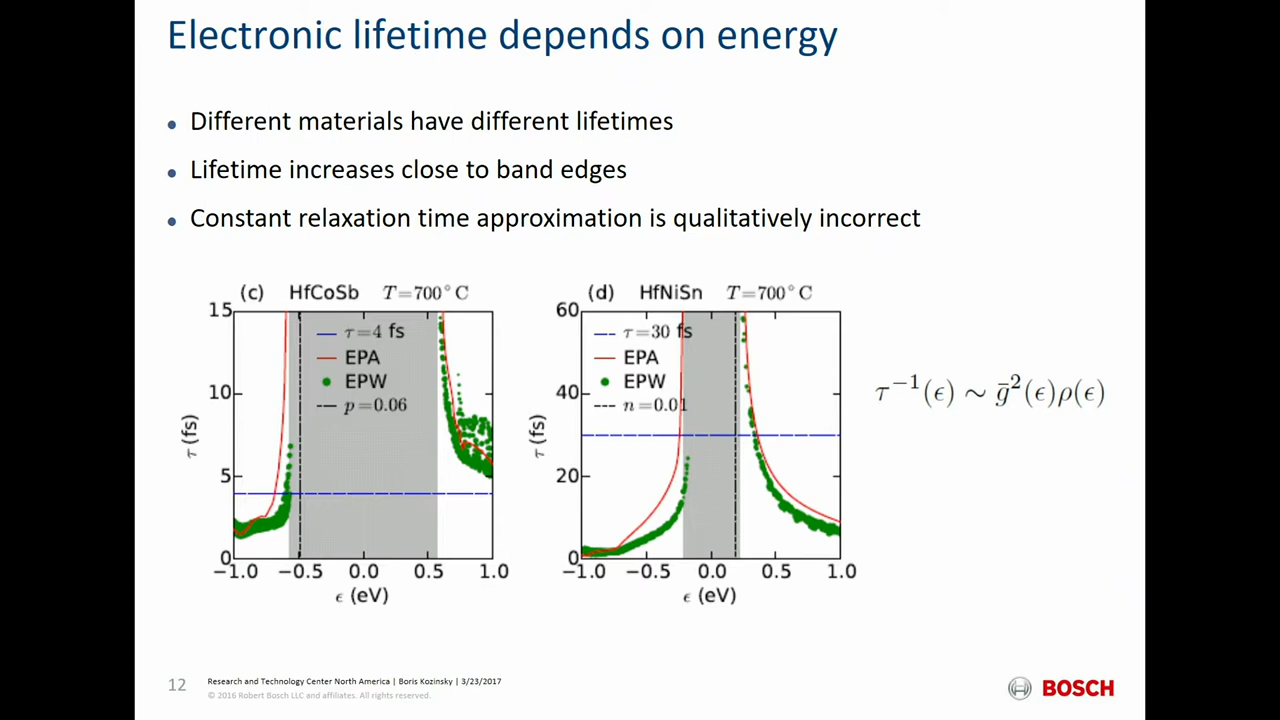 Electronic lifetime depends on energy
• Different materials have different lifetimes
• Lifetime increases close to band edges
• Constant relaxation time approximation is qualitatively incorrect
(c) HfCoSb T=700°C
15
10
5
0
τ (fs)
τ=4 fs
EPA
EPW
p=0.06
−1.0 −0.5 0.0 0.5 1.0
ϵ (eV)
(d) HfNiSn T=700°C
60
40
20
0
τ (fs)
τ=30 fs
EPA
EPW
n=0.01
−1.0 −0.5 0.0 0.5 1.0
ϵ (eV)
τ⁻¹(ϵ) ∼ ḡ²(ϵ)ρ(ϵ)
12
Research and Technology Center North America | Boris Kozinsky | 3/23/2017
© 2016 Robert Bosch LLC and affiliates. All rights reserved.
BOSCH